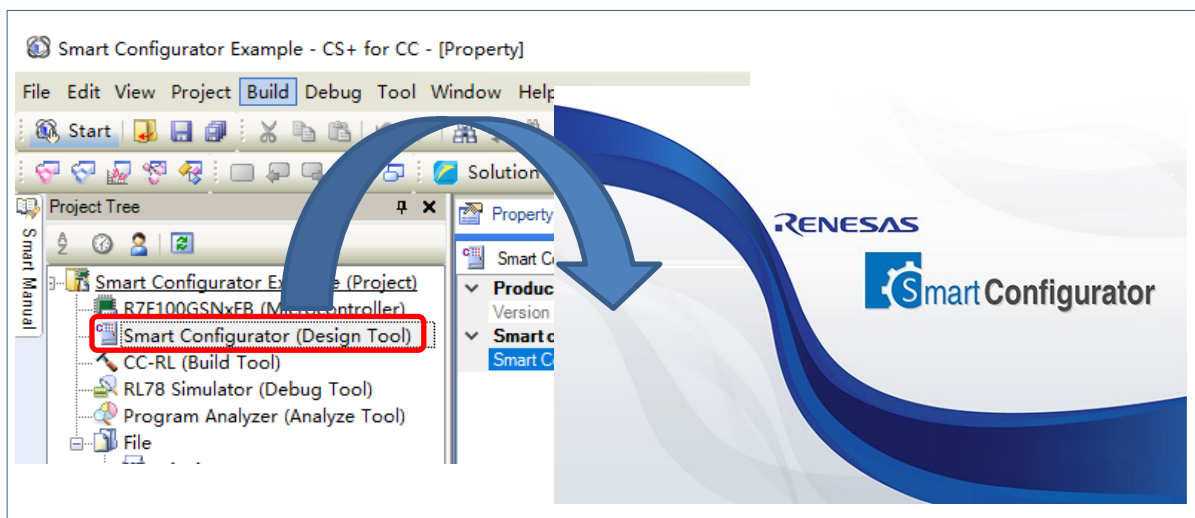 Smart Configurator Example - CS+ for CC - [Property]
File Edit View Project Build Debug Tool Window Help
Start
Solution
Project Tree
Property
Smart Manual
Smart Configurator (Project)
Produc
R7F100GSNxFB
Version
Smart Configurator (Design Tool)
Smart c
CC-RL (Build Tool)
Smart Co
RL78 Simulator (Debug Tool)
Program Analyzer (Analyze Tool)
File
RENESAS
Smart Configurator